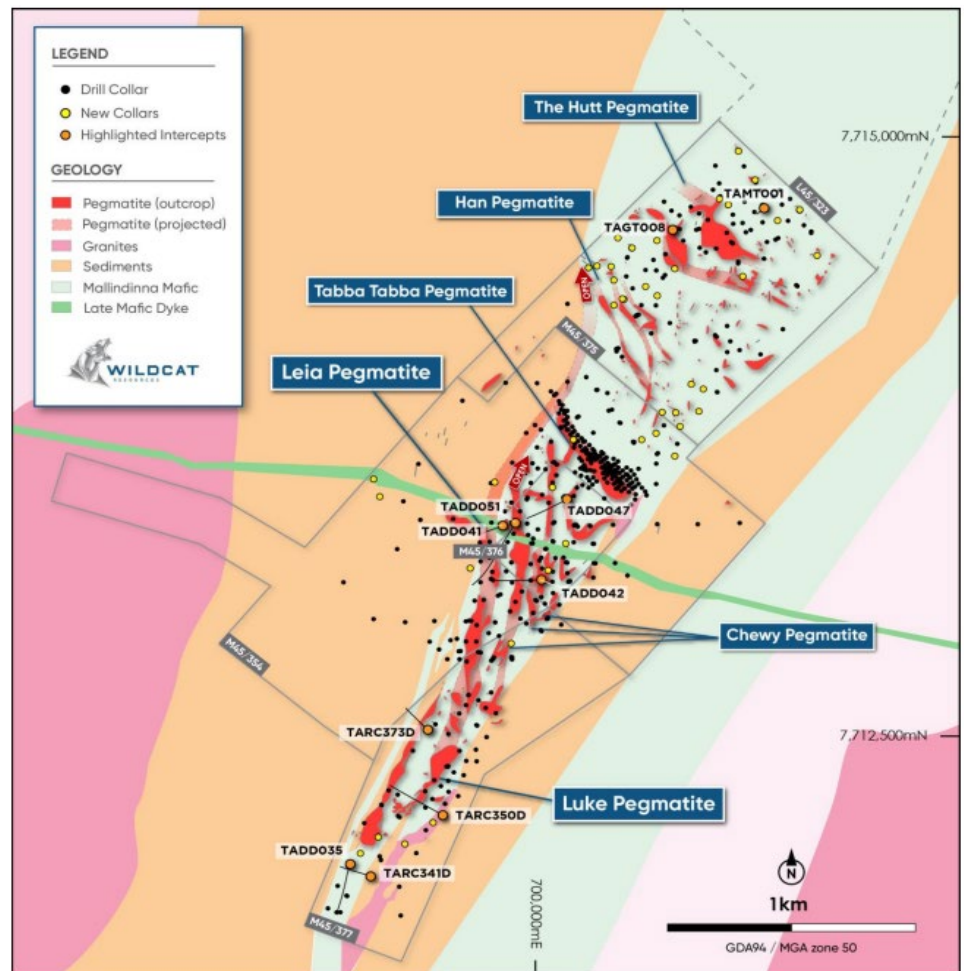 LEGEND
Drill Collar
New Collars
Highlighted Intercepts
GEOLOGY
Pegmatite (outcrop)
Pegmatite (projected)
Granites
Sediments
Mallindinna Mafic
Late Mafic Dyke
WILDCAT
RESOURCES
The Hutt Pegmatite
7,715,000mN
TAMT001
L45/323
Han Pegmatite
TAGT008
Tabba Tabba Pegmatite
OPEN
M45/375
Leia Pegmatite
OPEN
TADD051
TADD047
TADD041
M45/376
TADD042
Chewy Pegmatite
M45/354
TARC373D
7,712,500mN
Luke Pegmatite
TARC350D
TADD035
TARC341D
M45/377
700,000mE
N
1km
GDA94 / MGA zone 50